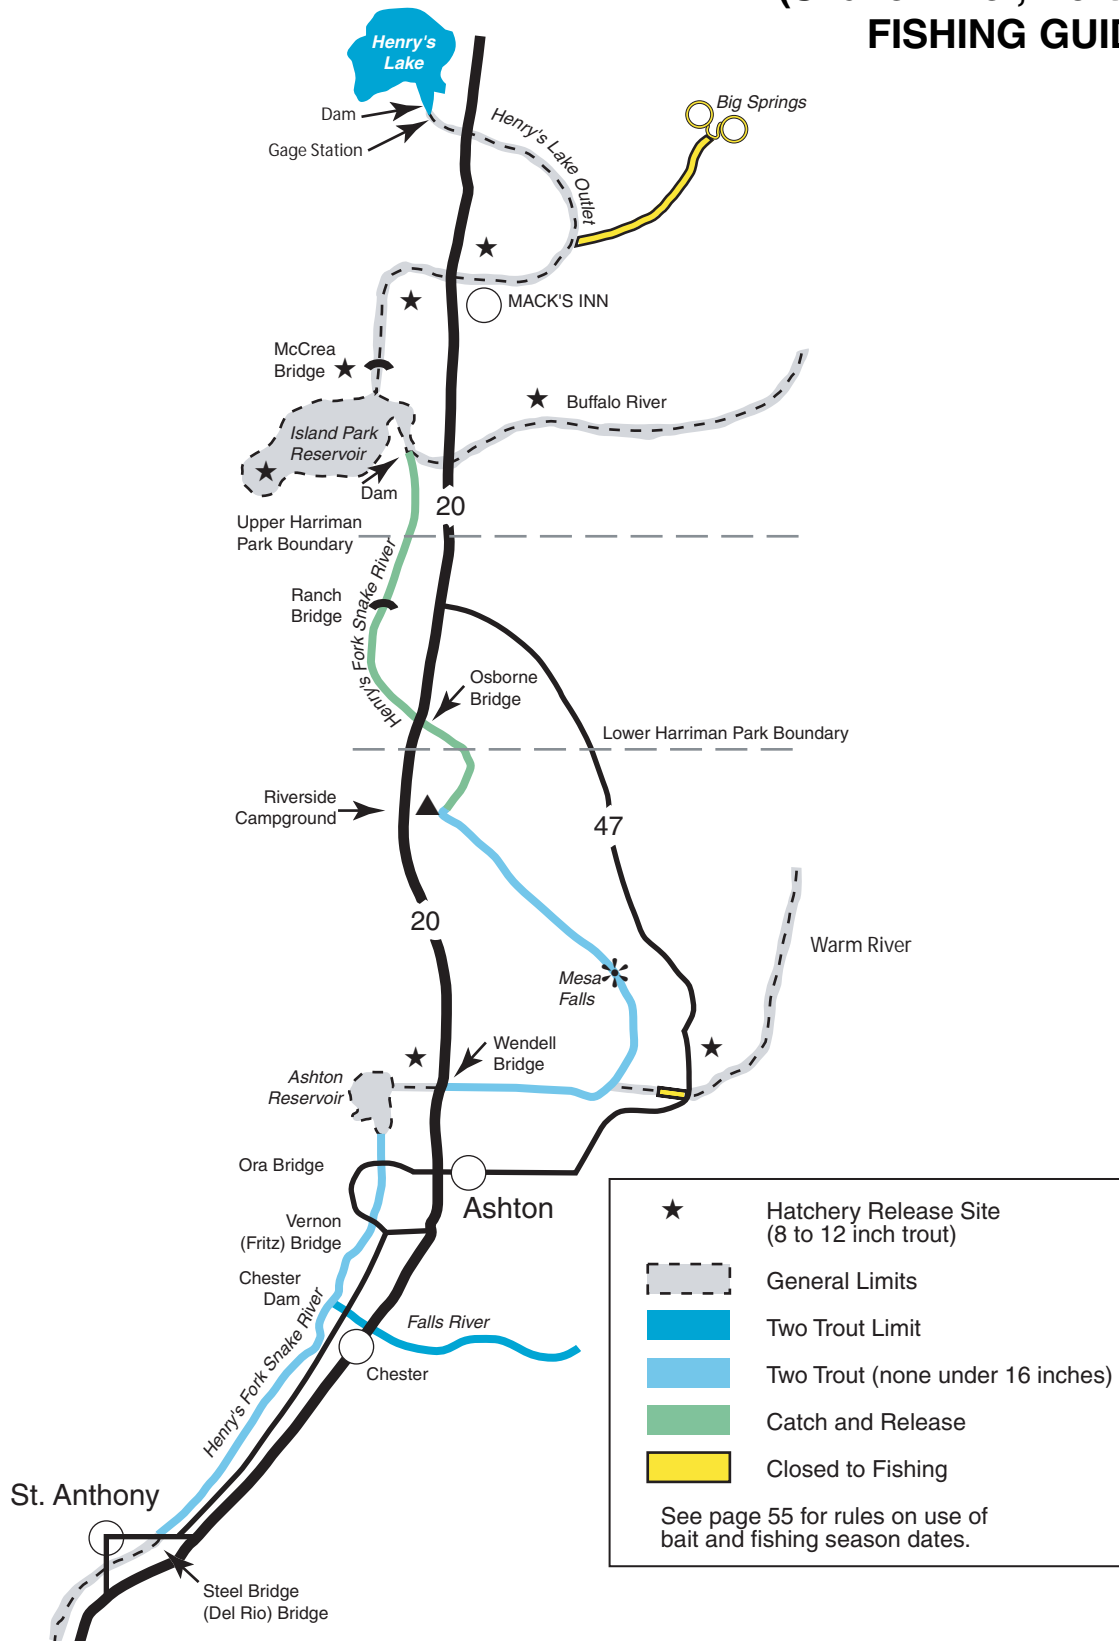 FISHING GUID
Henry's
Lake
Dam
Gage Station
Henry's Lake Outlet
Big Springs
MACK'S INN
McCrea
Bridge
Buffalo River
Island Park
Reservoir
Dam
20
Upper Harriman
Park Boundary
Henry's Fork Snake River
Ranch
Bridge
Osborne
Bridge
Lower Harriman Park Boundary
Riverside
Campground
47
20
Warm River
Mesa
Falls
Wendell
Bridge
Ashton
Reservoir
Ora Bridge
Ashton
Vernon
(Fritz) Bridge
Chester
Dam
Falls River
Henry's Fork Snake River
Chester
St. Anthony
Steel Bridge
(Del Rio) Bridge
Hatchery Release Site
(8 to 12 inch trout)
General Limits
Two Trout Limit
Two Trout (none under 16 inches)
Catch and Release
Closed to Fishing
See page 55 for rules on use of
bait and fishing season dates.